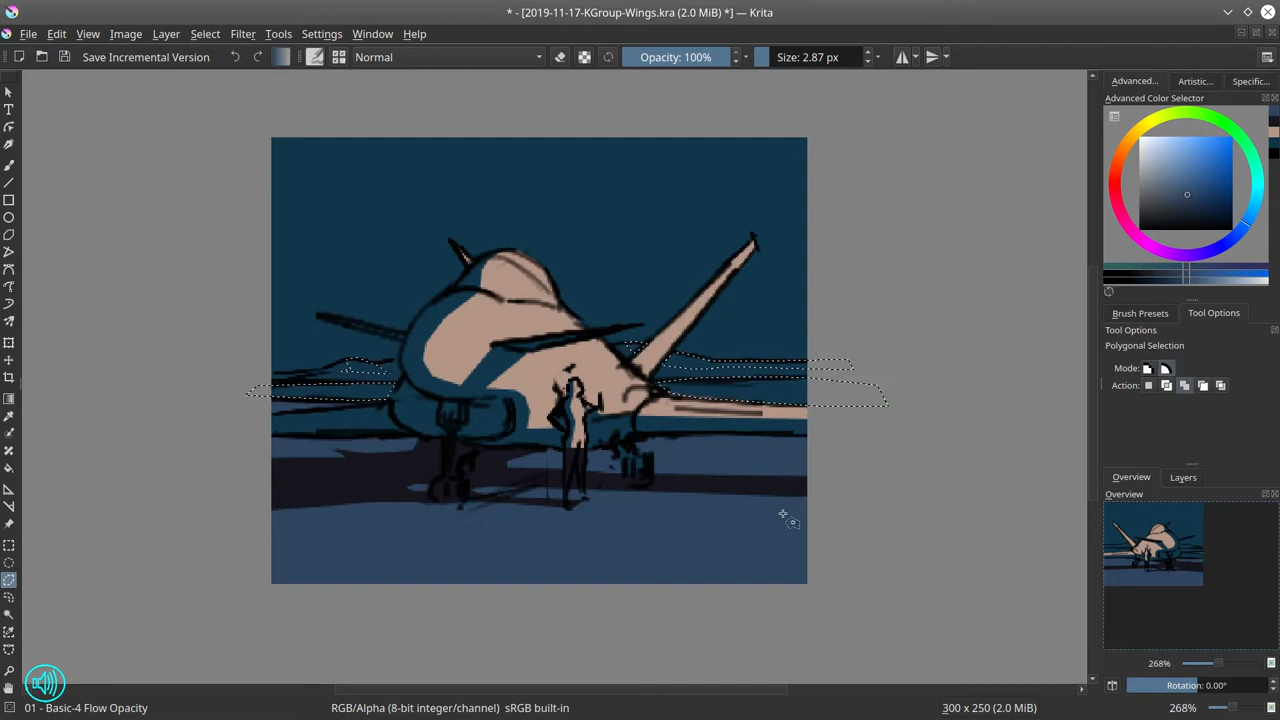 * - [2019-11-17-KGroup-Wings.kra (2.0 MiB) *] — Krita
File Edit View Image Layer Select Filter Tools Settings Window Help
Save Incremental Version Normal Opacity: 100% Size: 2.87 px
Advanced... Artistic... Specific...
Advanced Color Selector
Brush Presets Tool Options
Tool Options
Polygonal Selection
Mode:
Action:
Overview Layers
Overview
268%
Rotation: 0.00°
01 - Basic-4 Flow Opacity RGB/Alpha (8-bit integer/channel) sRGB built-in 300 x 250 (2.0 MiB) 268%